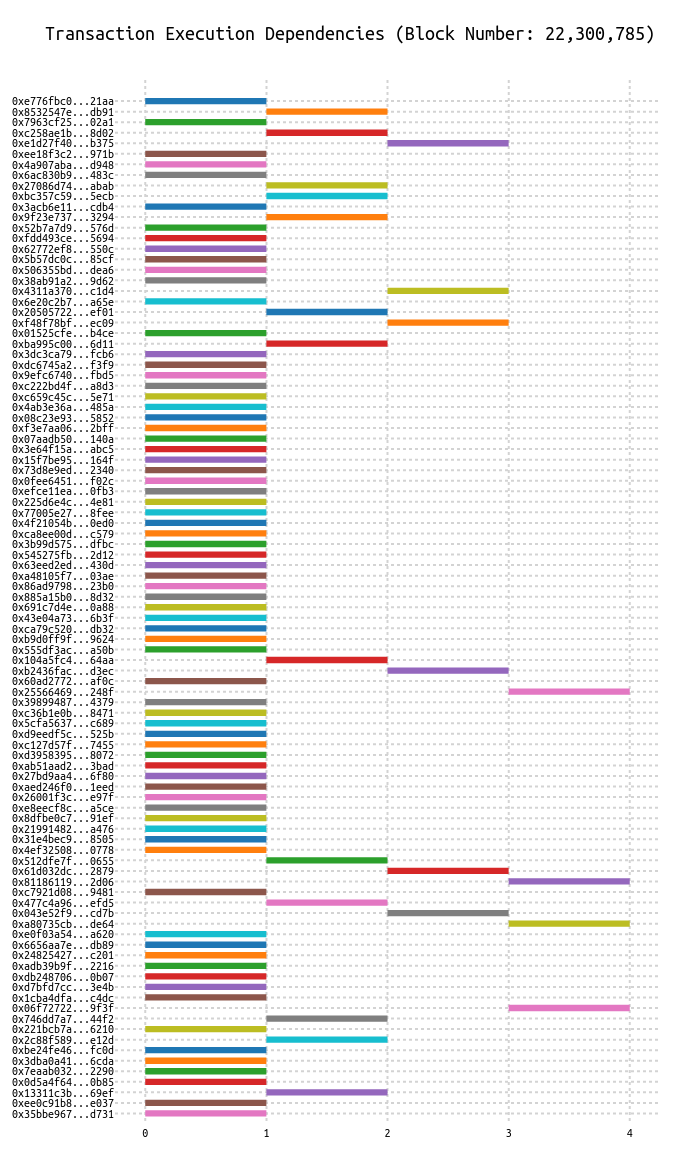 Transaction Execution Dependencies (Block Number: 22,300,785)
0xe776fbc0...21aa
0x8532547e...db91
0x7963cf25...02a1
0xc258ae1b...8d02
0xe1d27f40...b375
0xee18f3c2...971b
0x4a907aba...d948
0x6ac830b9...483c
0x27086d74...abab
0xbc357c59...5ecb
0x3acb6e11...cdb4
0x9f23e737...3294
0x52b7a7d9...576d
0xfdd493ce...5694
0x62772ef8...550c
0x5b57dc0c...85cf
0x506355bd...dea6
0x38ab91a2...9d62
0x4311a370...c1d4
0x6e20c2b7...a65e
0x20505722...ef01
0xf48f78bf...ec09
0x01525cfe...b4ce
0xba995c00...6d11
0x3dc3ca79...fcb6
0xdc6745a2...f3f9
0x9efc6740...fbd5
0xc222bd4f...a8d3
0xc659c45c...5e71
0x4ab3e36a...485a
0x08c23e93...5852
0xf3e7aa06...2bff
0x07aadb50...140a
0x3e64f15a...abc5
0x15f7be95...164f
0x73d8e9ed...2340
0x0fee6451...f02c
0xefce11ea...0fb3
0x225d6e4c...4e81
0x77005e27...8fee
0x4f21054b...0ed0
0xca8ee00d...c579
0x3b99d575...dfbc
0x545275fb...2d12
0x63eed2ed...430d
0xa48105f7...03ae
0x86ad9798...23b0
0x885a15b0...8d32
0x691c7d4e...0a88
0x43e04a73...6b3f
0xca79c520...db32
0xb9d0ff9f...9624
0x555df3ac...a50b
0x104a5fc4...64aa
0xb2436fac...d3ec
0x60ad2772...af0c
0x25566469...248f
0x39899487...4379
0xc36b1e0b...8471
0x5cfa5637...c689
0xd9eedf5c...525b
0xc127d57f...7455
0xd3958395...8072
0xab51aad2...3bad
0x27bd9aa4...6f80
0xaed246f0...1eed
0x26001f3c...e97f
0xe8eecf8c...a5ce
0x8dfbe0c7...91ef
0x21991482...a476
0x31e4bec9...8505
0x4ef32508...0778
0x512dfe7f...0655
0x61d032dc...2879
0x81186119...2d06
0xc7921d08...9481
0x477c4a96...efd5
0x043e52f9...cd7b
0xa80735cb...de64
0xe0f03a54...a620
0x6656aa7e...db89
0x24825427...c201
0xadb39b9f...2216
0xdb248706...0b07
0xd7bfd7cc...3e4b
0x1cba4dfa...c4dc
0x06f72722...9f3f
0x746dd7a7...44f2
0x221bcb7a...6210
0x2c88f589...e12d
0xbe24fe46...fc0d
0x3dba0a41...6cda
0x7eaab032...2290
0x0d5a4f64...0b85
0x13311c3b...69ef
0xee0c91b8...e037
0x35bbe967...d731
0 1 2 3 4